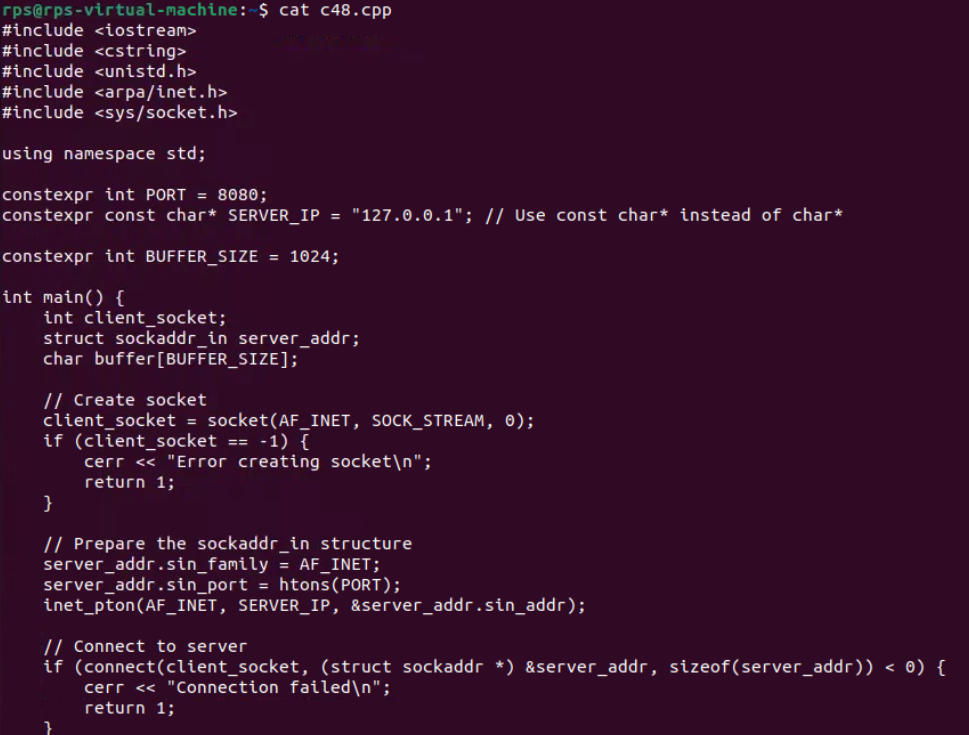 rps@rps-virtual-machine:~$ cat c48.cpp
#include <iostream>
#include <cstring>
#include <unistd.h>
#include <arpa/inet.h>
#include <sys/socket.h>
using namespace std;
constexpr int PORT = 8080;
constexpr const char* SERVER_IP = "127.0.0.1"; // Use const char* instead of char*
constexpr int BUFFER_SIZE = 1024;
int main() {
    int client_socket;
    struct sockaddr_in server_addr;
    char buffer[BUFFER_SIZE];
    // Create socket
    client_socket = socket(AF_INET, SOCK_STREAM, 0);
    if (client_socket == -1) {
        cerr << "Error creating socket\n";
        return 1;
    }
    // Prepare the sockaddr_in structure
    server_addr.sin_family = AF_INET;
    server_addr.sin_port = htons(PORT);
    inet_pton(AF_INET, SERVER_IP, &server_addr.sin_addr);
    // Connect to server
    if (connect(client_socket, (struct sockaddr *) &server_addr, sizeof(server_addr)) < 0) {
        cerr << "Connection failed\n";
        return 1;
    }